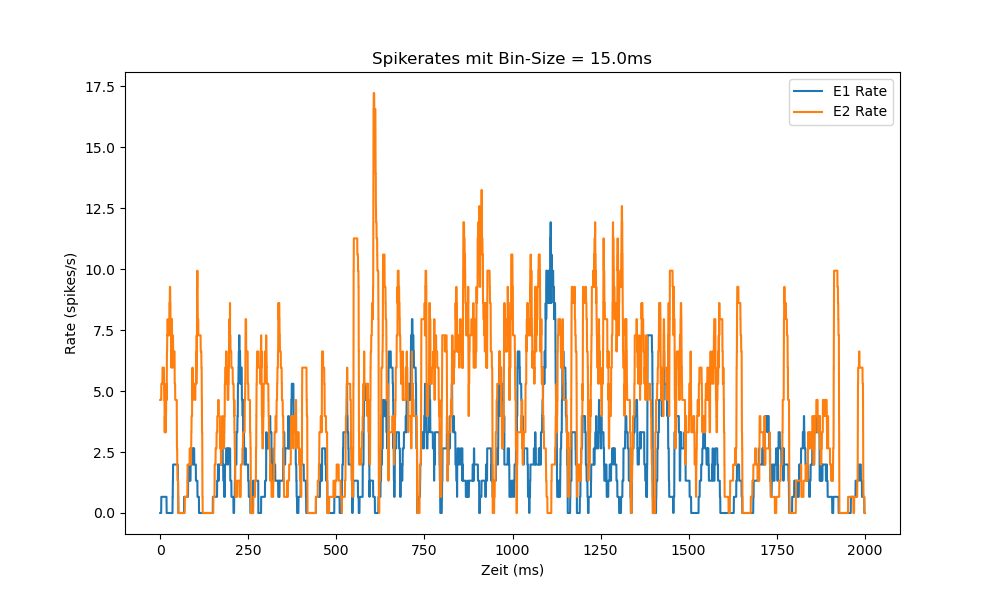 Spikerates mit Bin-Size = 15.0ms
E1 Rate
E2 Rate
17.5
15.0
12.5
10.0
7.5
5.0
2.5
0.0
Rate (spikes/s)
0 250 500 750 1000 1250 1500 1750 2000
Zeit (ms)